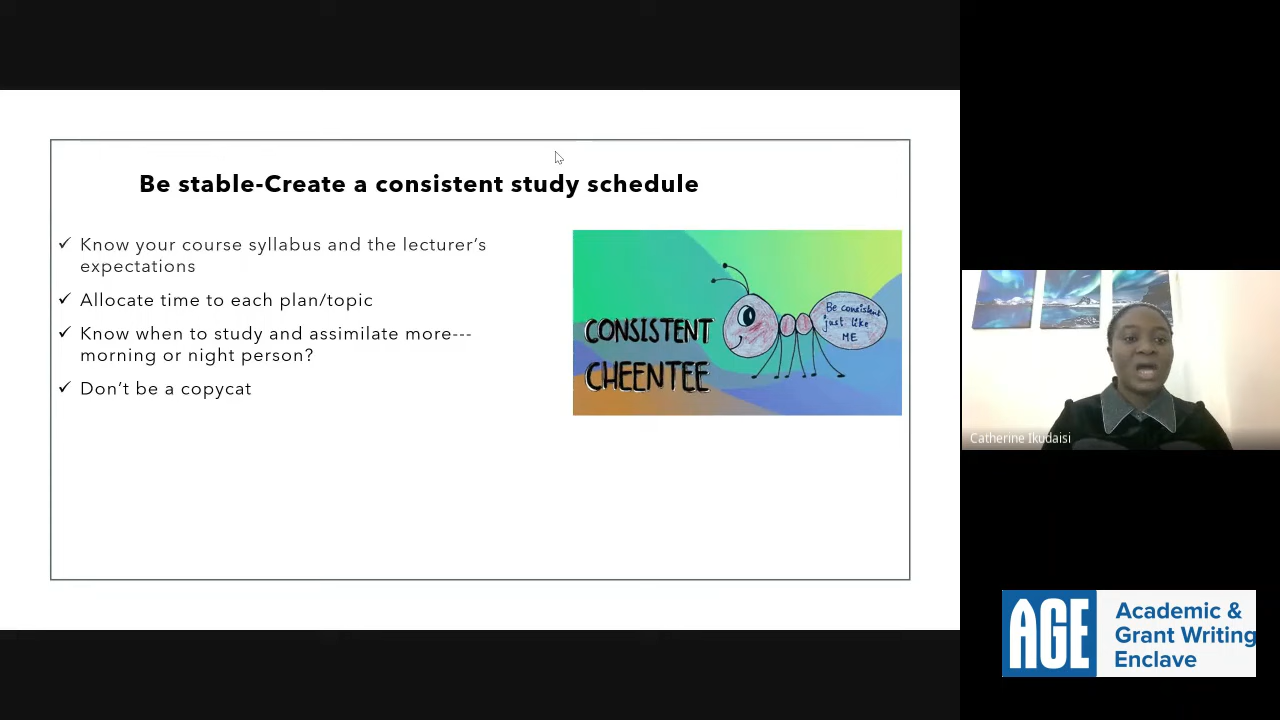 Be stable-Create a consistent study schedule
✓ Know your course syllabus and the lecturer's
expectations
✓ Allocate time to each plan/topic
✓ Know wnen to study and assimilate more---
morning or night person?
✓ Don't be a copycat
CONSISTENT
CHEENTEE
Be consistent
just like
ME
Catherine Ikudaisi
AGE
Academic &
Grant Writing
Enclave